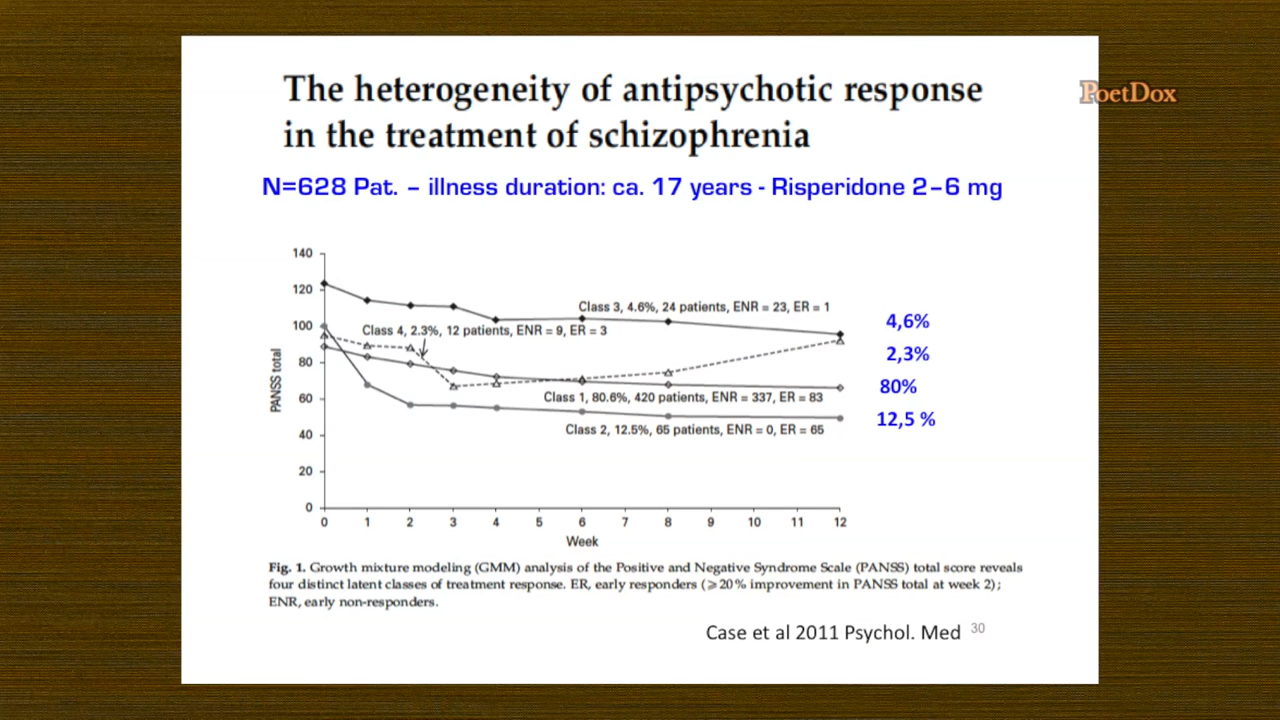 The heterogeneity of antipsychotic response
in the treatment of schizophrenia
PoetDox
N=628 Pat. – illness duration: ca. 17 years - Risperidone 2–6 mg
140
120
100
80
60
40
20
0
PANSS total
Class 3, 4.6%, 24 patients, ENR = 23, ER = 1
Class 4, 2.3%, 12 patients, ENR = 9, ER = 3
Class 1, 80.6%, 420 patients, ENR = 337, ER = 83
Class 2, 12.5%, 65 patients, ENR = 0, ER = 65
4,6%
2,3%
80%
12,5 %
0 1 2 3 4 5 6 7 8 9 10 11 12
Week
Fig. 1. Growth mixture modeling (GMM) analysis of the Positive and Negative Syndrome Scale (PANSS) total score reveals
four distinct latent classes of treatment response. ER, early responders (⩾20% improvement in PANSS total at week 2);
ENR, early non-responders.
Case et al 2011 Psychol. Med 30